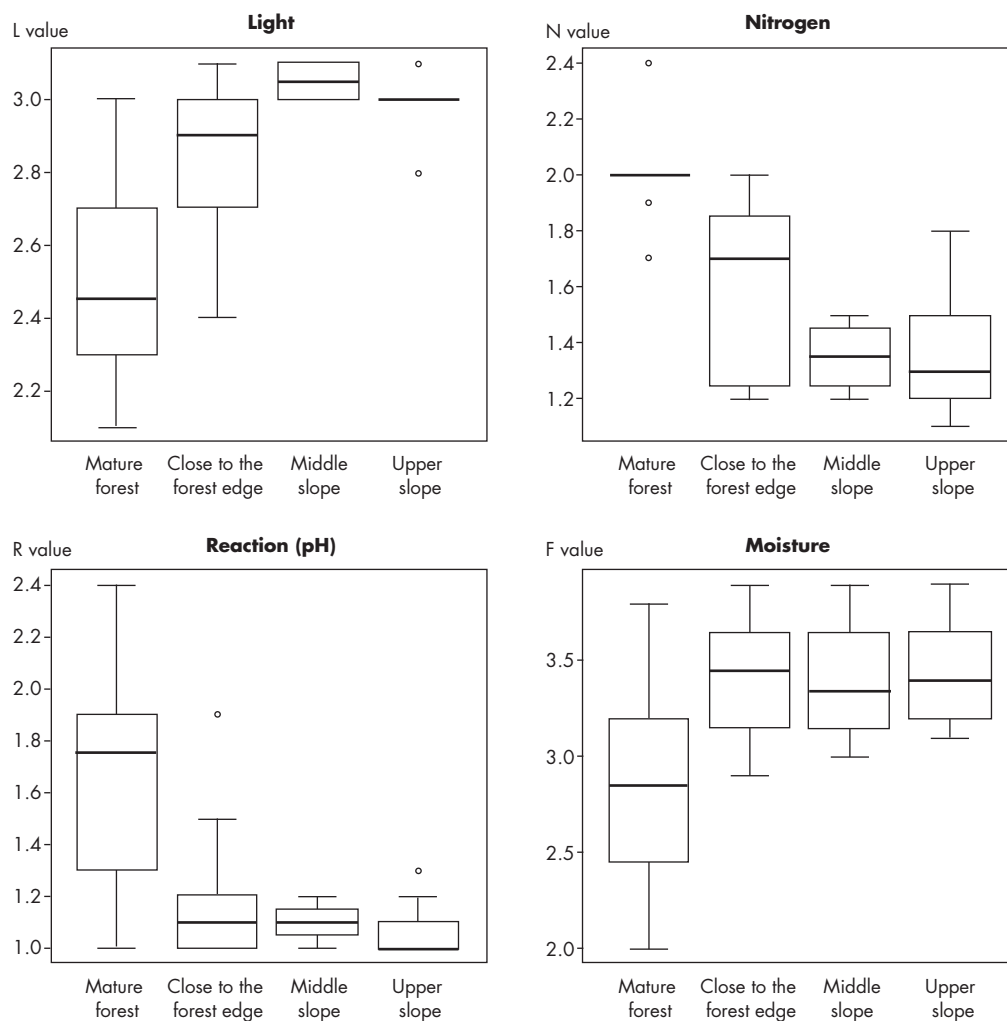 Light
L value
3.0
2.8
2.6
2.4
2.2
Mature forest
Close to the forest edge
Middle slope
Upper slope
Nitrogen
N value
2.4
2.2
2.0
1.8
1.6
1.4
1.2
Mature forest
Close to the forest edge
Middle slope
Upper slope
Reaction (pH)
R value
2.4
2.2
2.0
1.8
1.6
1.4
1.2
1.0
Mature forest
Close to the forest edge
Middle slope
Upper slope
Moisture
F value
3.5
3.0
2.5
2.0
Mature forest
Close to the forest edge
Middle slope
Upper slope